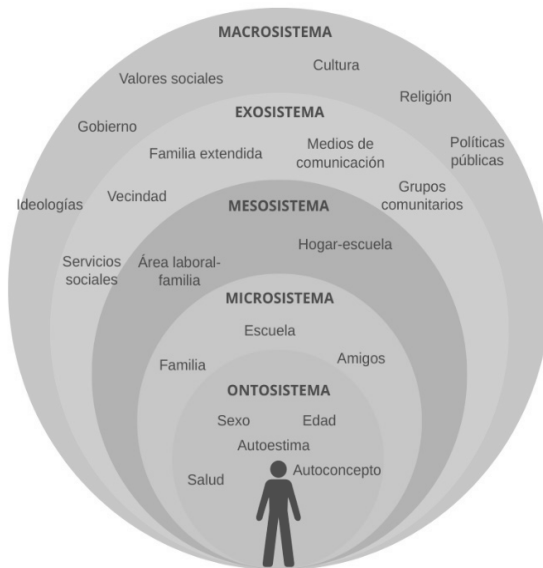 MACROSISTEMA
Cultura
Valores sociales
Religión
EXOSISTEMA
Gobierno
Medios de
comunicación
Familia extendida
Políticas
públicas
Grupos
comunitarios
Vecindad
Ideologías
MESOSISTEMA
Hogar-escuela
Servicios
sociales
Área laboral-
familia
MICROSISTEMA
Escuela
Familia
Amigos
ONTOSISTEMA
Sexo
Edad
Autoestima
Autoconcepto
Salud